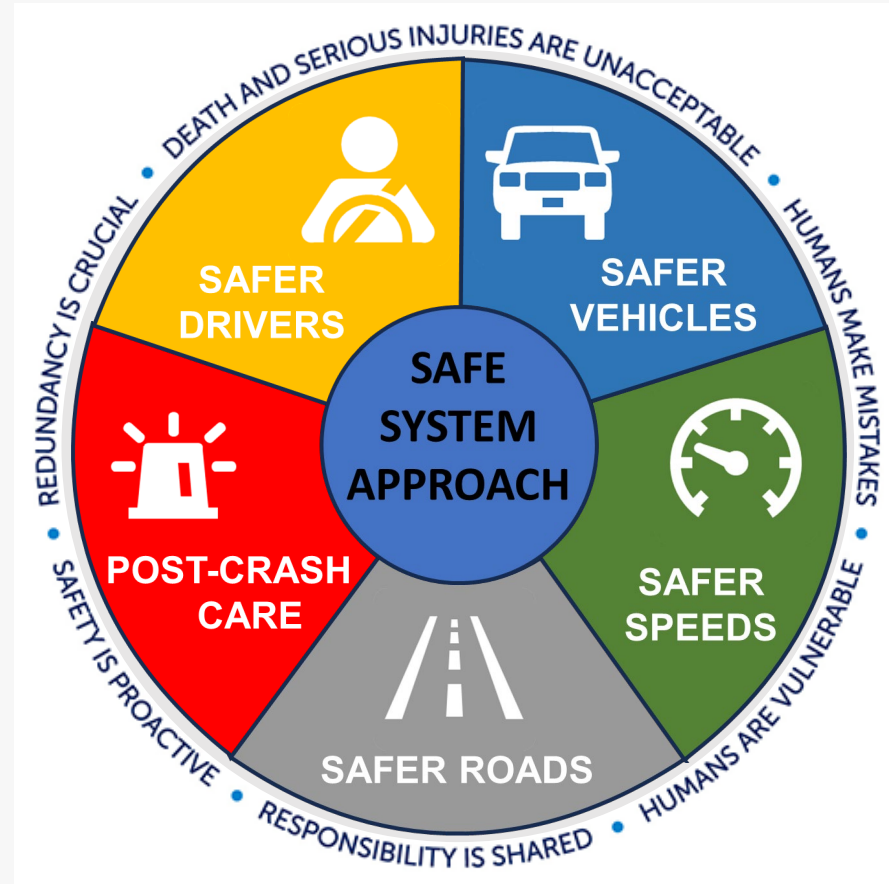 DEATH AND SERIOUS INJURIES ARE UNACCEPTABLE
HUMANS MAKE MISTAKES
HUMANS ARE VULNERABLE
RESPONSIBILITY IS SHARED
SAFETY IS PROACTIVE
REDUNDANCY IS CRUCIAL
SAFER
DRIVERS
SAFER
VEHICLES
SAFE
SYSTEM
APPROACH
POST-CRASH
CARE
SAFER
SPEEDS
SAFER ROADS